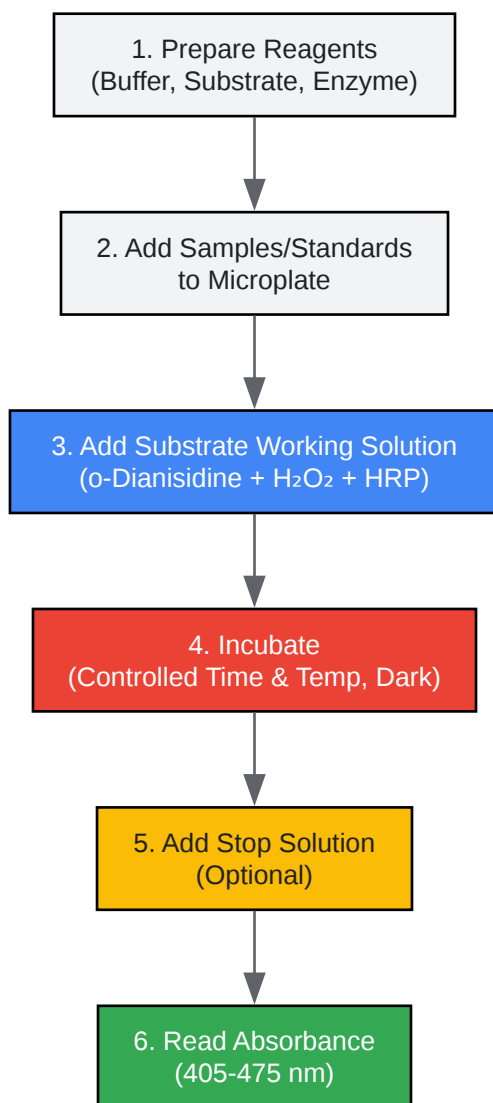 1. Prepare Reagents
(Buffer, Substrate, Enzyme)
2. Add Samples/Standards
to Microplate
3. Add Substrate Working Solution
(o-Dianisidine + H₂O₂ + HRP)
4. Incubate
(Controlled Time & Temp, Dark)
5. Add Stop Solution
(Optional)
6. Read Absorbance
(405-475 nm)